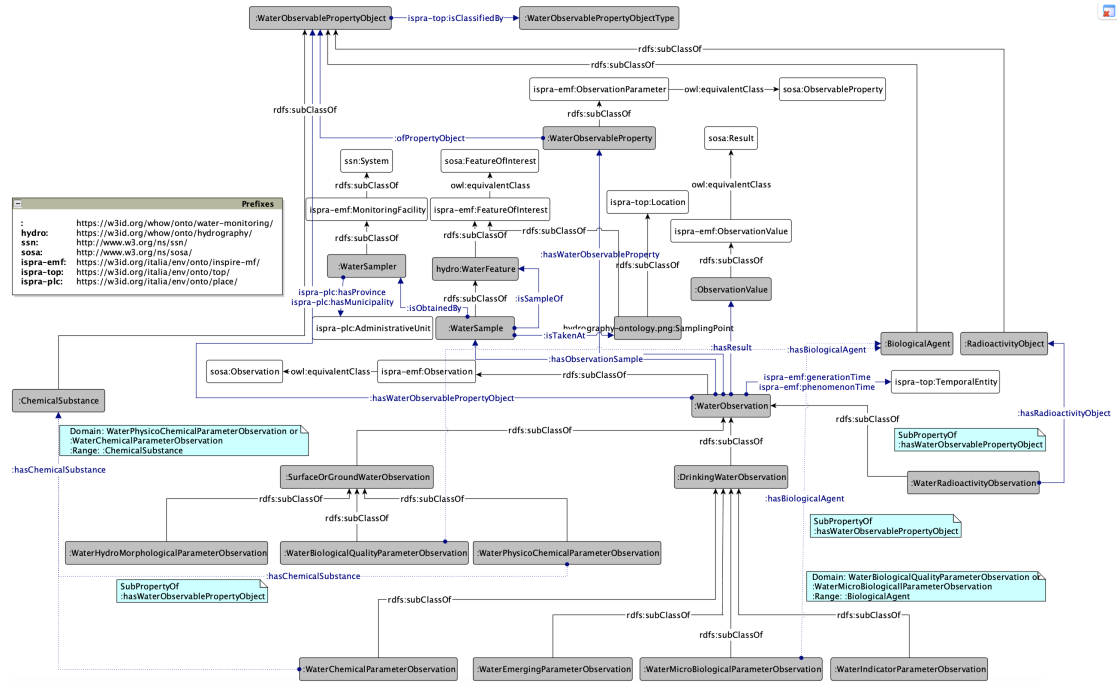 :WaterObservablePropertyObject
ispra-top:isClassifiedBy
:WaterObservablePropertyObjectType
rdfs:subClassOf
rdfs:subClassOf
ispra-emf:ObservationParameter
owl:equivalentClass
sosa:ObservableProperty
rdfs:subClassOf
rdfs:subClassOf
:ofPropertyObject
:WaterObservableProperty
sosa:Result
ssn:System
sosa:FeatureOfInterest
rdfs:subClassOf
owl:equivalentClass
owl:equivalentClass
ispra-top:Location
Prefixes
: https://w3id.org/whow/onto/water-monitoring/
hydro: https://w3id.org/whow/onto/hydrography/
ssn: http://www.w3.org/ns/ssn/
sosa: http://www.w3.org/ns/sosa/
ispra-emf: https://w3id.org/italia/env/onto/inspire-mf/
ispra-top: https://w3id.org/italia/env/onto/top/
ispra-plc: https://w3id.org/italia/env/onto/place/
ispra-emf:MonitoringFacility
ispra-emf:FeatureOfInterest
ispra-emf:ObservationValue
rdfs:subClassOf
rdfs:subClassOf
rdfs:subClassOf
:hasWaterObservableProperty
rdfs:subClassOf
rdfs:subClassOf
:WaterSampler
hydro:WaterFeature
:ObservationValue
ispra-plc:hasProvince
ispra-plc:hasMunicipality
rdfs:subClassOf
:isSampleOf
:isObtainedBy
ispra-plc:AdministrativeUnit
:WaterSample
:isTakenAt
hydrography-ontology.png:SamplingPoint
:hasResult
:hasBiologicalAgent
:BiologicalAgent
:RadioactivityObject
:hasObservationSample
sosa:Observation
owl:equivalentClass
ispra-emf:Observation
rdfs:subClassOf
ispra-emf:generationTime
ispra-emf:phenomenonTime
ispra-top:TemporalEntity
:ChemicalSubstance
:hasWaterObservablePropertyObject
:WaterObservation
:hasRadioactivityObject
rdfs:subClassOf
Domain: WaterPhysicoChemicalParameterObservation or
:WaterChemicalParameterObservation
:Range: :ChemicalSubstance
rdfs:subClassOf
rdfs:subClassOf
SubPropertyOf
:hasWaterObservablePropertyObject
:hasChemicalSubstance
:SurfaceOrGroundWaterObservation
:DrinkingWaterObservation
:WaterRadioactivityObservation
rdfs:subClassOf
rdfs:subClassOf
:hasBiologicalAgent
rdfs:subClassOf
SubPropertyOf
:hasWaterObservablePropertyObject
:WaterHydroMorphologicalParameterObservation
:WaterBiologicalQualityParameterObservation
:WaterPhysicoChemicalParameterObservation
:hasChemicalSubstance
SubPropertyOf
:hasWaterObservablePropertyObject
Domain: WaterBiologicalQualityParameterObservation or
:WaterMicroBiologicallParameterObservation
:Range: :BiologicalAgent
rdfs:subClassOf
rdfs:subClassOf
rdfs:subClassOf
rdfs:subClassOf
:WaterChemicalParameterObservation
:WaterEmergingParameterObservation
:WaterMicroBiologicalParameterObservation
:WaterIndicatorParameterObservation